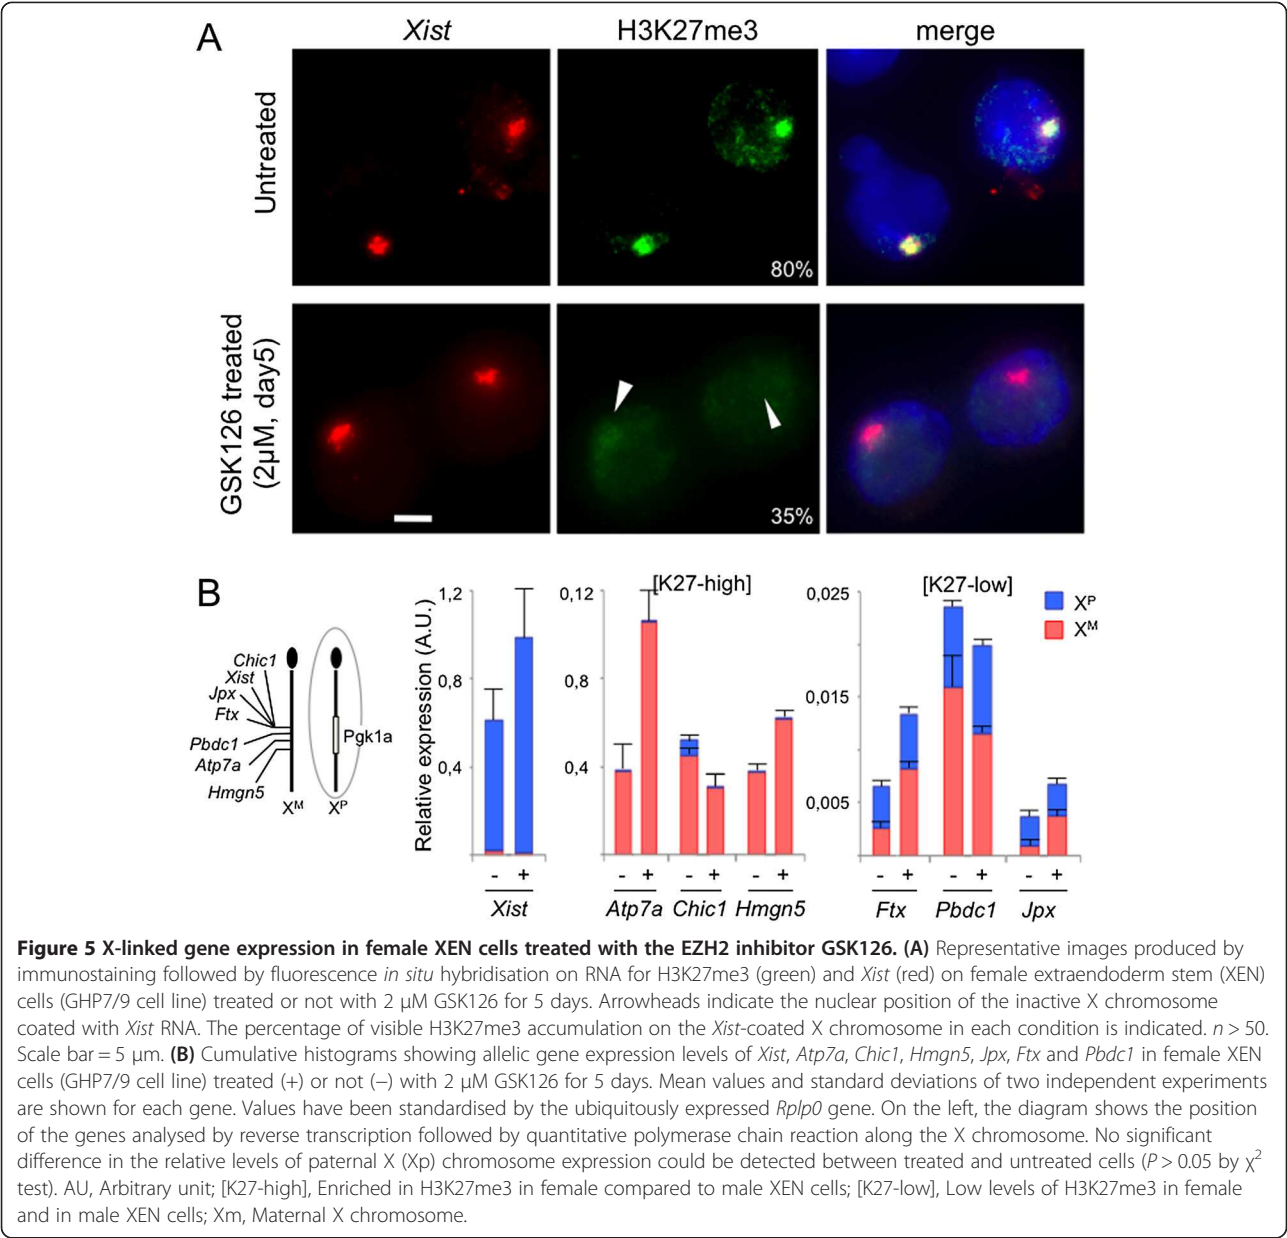 A
Xist
H3K27me3
merge
Untreated
80%
GSK126 treated
(2µM, day5)
35%
B
Chic1
Xist
Jpx
Ftx
Pbdc1
Atp7a
Hmgn5
Pgk1a
Xᴹ
Xᴾ
Relative expression (A.U.)
1,2
0,8
0,4
- +
Xist
[K27-high]
0,12
0,8
0,4
- + - + - +
Atp7a Chic1 Hmgn5
[K27-low]
0,025
0,015
0,005
- + - + - +
Ftx Pbdc1 Jpx
Xᴾ
Xᴹ
Figure 5 X-linked gene expression in female XEN cells treated with the EZH2 inhibitor GSK126. (A) Representative images produced by
immunostaining followed by fluorescence in situ hybridisation on RNA for H3K27me3 (green) and Xist (red) on female extraendoderm stem (XEN)
cells (GHP7/9 cell line) treated or not with 2 μM GSK126 for 5 days. Arrowheads indicate the nuclear position of the inactive X chromosome
coated with Xist RNA. The percentage of visible H3K27me3 accumulation on the Xist-coated X chromosome in each condition is indicated. n > 50.
Scale bar = 5 μm. (B) Cumulative histograms showing allelic gene expression levels of Xist, Atp7a, Chic1, Hmgn5, Jpx, Ftx and Pbdc1 in female XEN
cells (GHP7/9 cell line) treated (+) or not (−) with 2 μM GSK126 for 5 days. Mean values and standard deviations of two independent experiments
are shown for each gene. Values have been standardised by the ubiquitously expressed Rplp0 gene. On the left, the diagram shows the position
of the genes analysed by reverse transcription followed by quantitative polymerase chain reaction along the X chromosome. No significant
difference in the relative levels of paternal X (Xp) chromosome expression could be detected between treated and untreated cells (P > 0.05 by χ²
test). AU, Arbitrary unit; [K27-high], Enriched in H3K27me3 in female compared to male XEN cells; [K27-low], Low levels of H3K27me3 in female
and in male XEN cells; Xm, Maternal X chromosome.